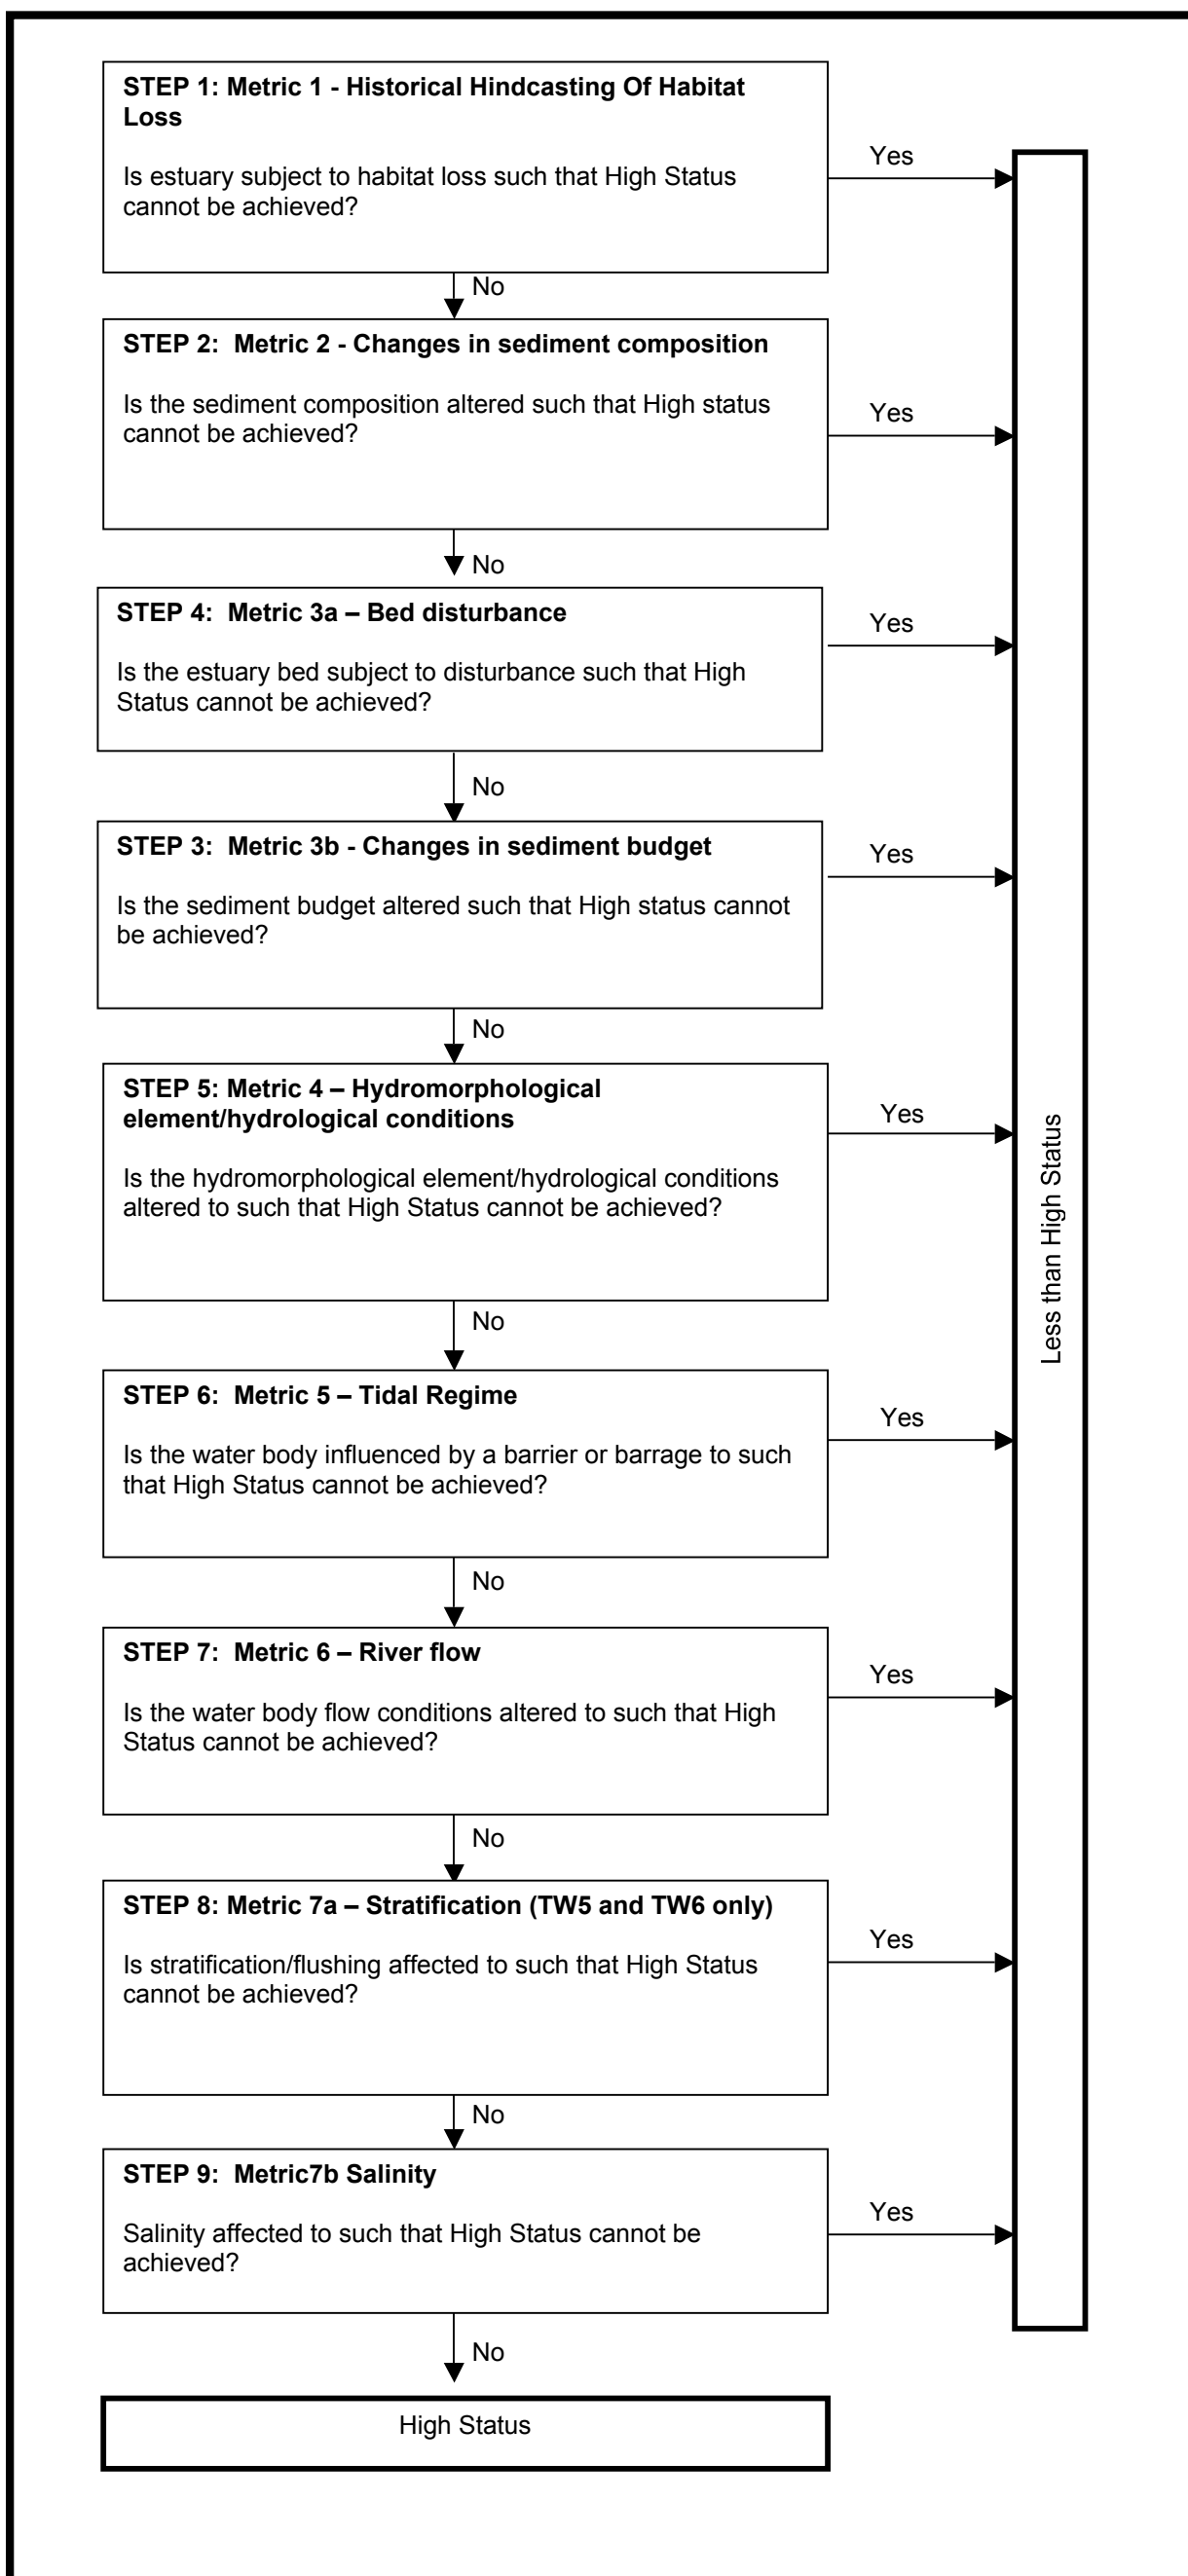 STEP 1: Metric 1 - Historical Hindcasting Of Habitat
Loss
Is estuary subject to habitat loss such that High Status
cannot be achieved?
Yes
No
STEP 2:  Metric 2 - Changes in sediment composition
Is the sediment composition altered such that High status
cannot be achieved?
Yes
No
STEP 4:  Metric 3a – Bed disturbance
Is the estuary bed subject to disturbance such that High
Status cannot be achieved?
Yes
No
STEP 3:  Metric 3b - Changes in sediment budget
Is the sediment budget altered such that High status cannot
be achieved?
Yes
No
STEP 5: Metric 4 – Hydromorphological
element/hydrological conditions
Is the hydromorphological element/hydrological conditions
altered to such that High Status cannot be achieved?
Yes
No
STEP 6:  Metric 5 – Tidal Regime
Is the water body influenced by a barrier or barrage to such
that High Status cannot be achieved?
Yes
No
STEP 7:  Metric 6 – River flow
Is the water body flow conditions altered to such that High
Status cannot be achieved?
Yes
No
STEP 8: Metric 7a – Stratification (TW5 and TW6 only)
Is stratification/flushing affected to such that High Status
cannot be achieved?
Yes
No
STEP 9:  Metric7b Salinity
Salinity affected to such that High Status cannot be
achieved?
Yes
No
High Status
Less than High Status